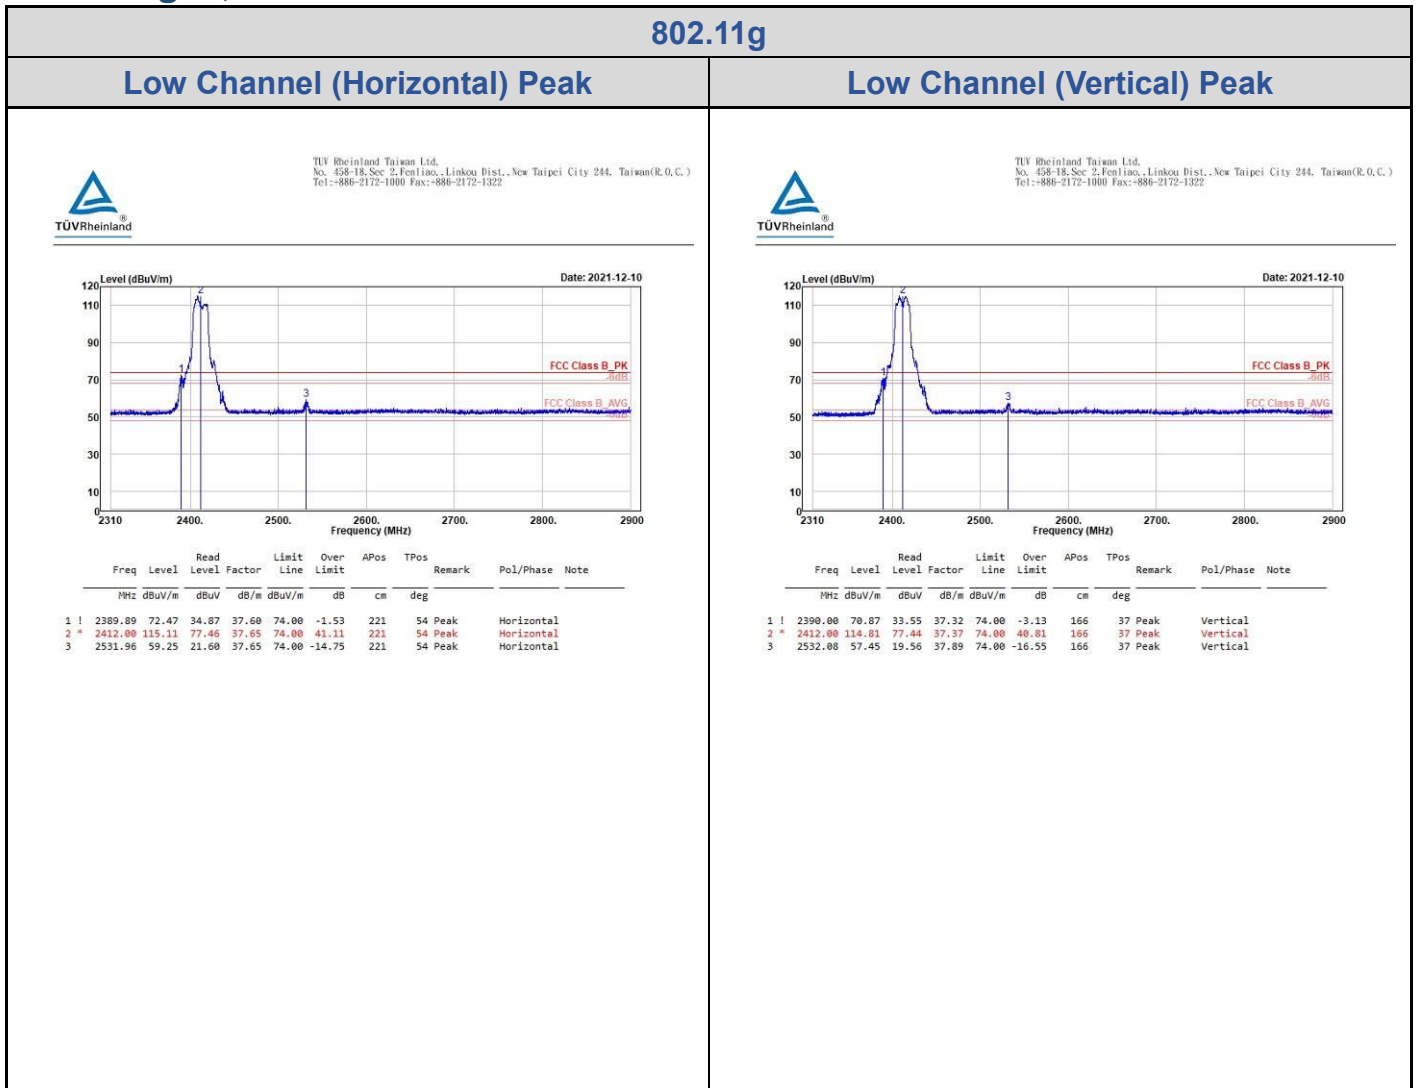 802.11g
Low Channel (Horizontal) Peak
Low Channel (Vertical) Peak
TUV Rheinland Taiwan Ltd.
No. 458-18.Sec 2.Fenliao..Linkou Dist..New Taipei City 244. Taiwan(R.O.C.)
Tel:+886-2172-1000 Fax:+886-2172-1322
TÜVRheinland®
Level (dBuV/m)
Date: 2021-12-10
120
110
90
70
50
30
10
0
1
2
3
FCC Class B_PK
-6dB
FCC Class B_AVG
-6dB
2310 2400. 2500. 2600. 2700. 2800. 2900
Frequency (MHz)
Read Limit Over APos TPos
Freq Level Level Factor Line Limit Remark Pol/Phase Note
MHz dBuV/m dBuV dB/m dBuV/m dB cm deg
1 ! 2389.89 72.47 34.87 37.60 74.00 -1.53 221 54 Peak Horizontal
2 * 2412.00 115.11 77.46 37.65 74.00 41.11 221 54 Peak Horizontal
3 2531.96 59.25 21.60 37.65 74.00 -14.75 221 54 Peak Horizontal
TUV Rheinland Taiwan Ltd.
No. 458-18.Sec 2.Fenliao..Linkou Dist..New Taipei City 244. Taiwan(R.O.C.)
Tel:+886-2172-1000 Fax:+886-2172-1322
TÜVRheinland®
Level (dBuV/m)
Date: 2021-12-10
120
110
90
70
50
30
10
0
1
2
3
FCC Class B_PK
-6dB
FCC Class B_AVG
-6dB
2310 2400. 2500. 2600. 2700. 2800. 2900
Frequency (MHz)
Read Limit Over APos TPos
Freq Level Level Factor Line Limit Remark Pol/Phase Note
MHz dBuV/m dBuV dB/m dBuV/m dB cm deg
1 ! 2390.00 70.87 33.55 37.32 74.00 -3.13 166 37 Peak Vertical
2 * 2412.00 114.81 77.44 37.37 74.00 40.81 166 37 Peak Vertical
3 2532.08 57.45 19.56 37.89 74.00 -16.55 166 37 Peak Vertical